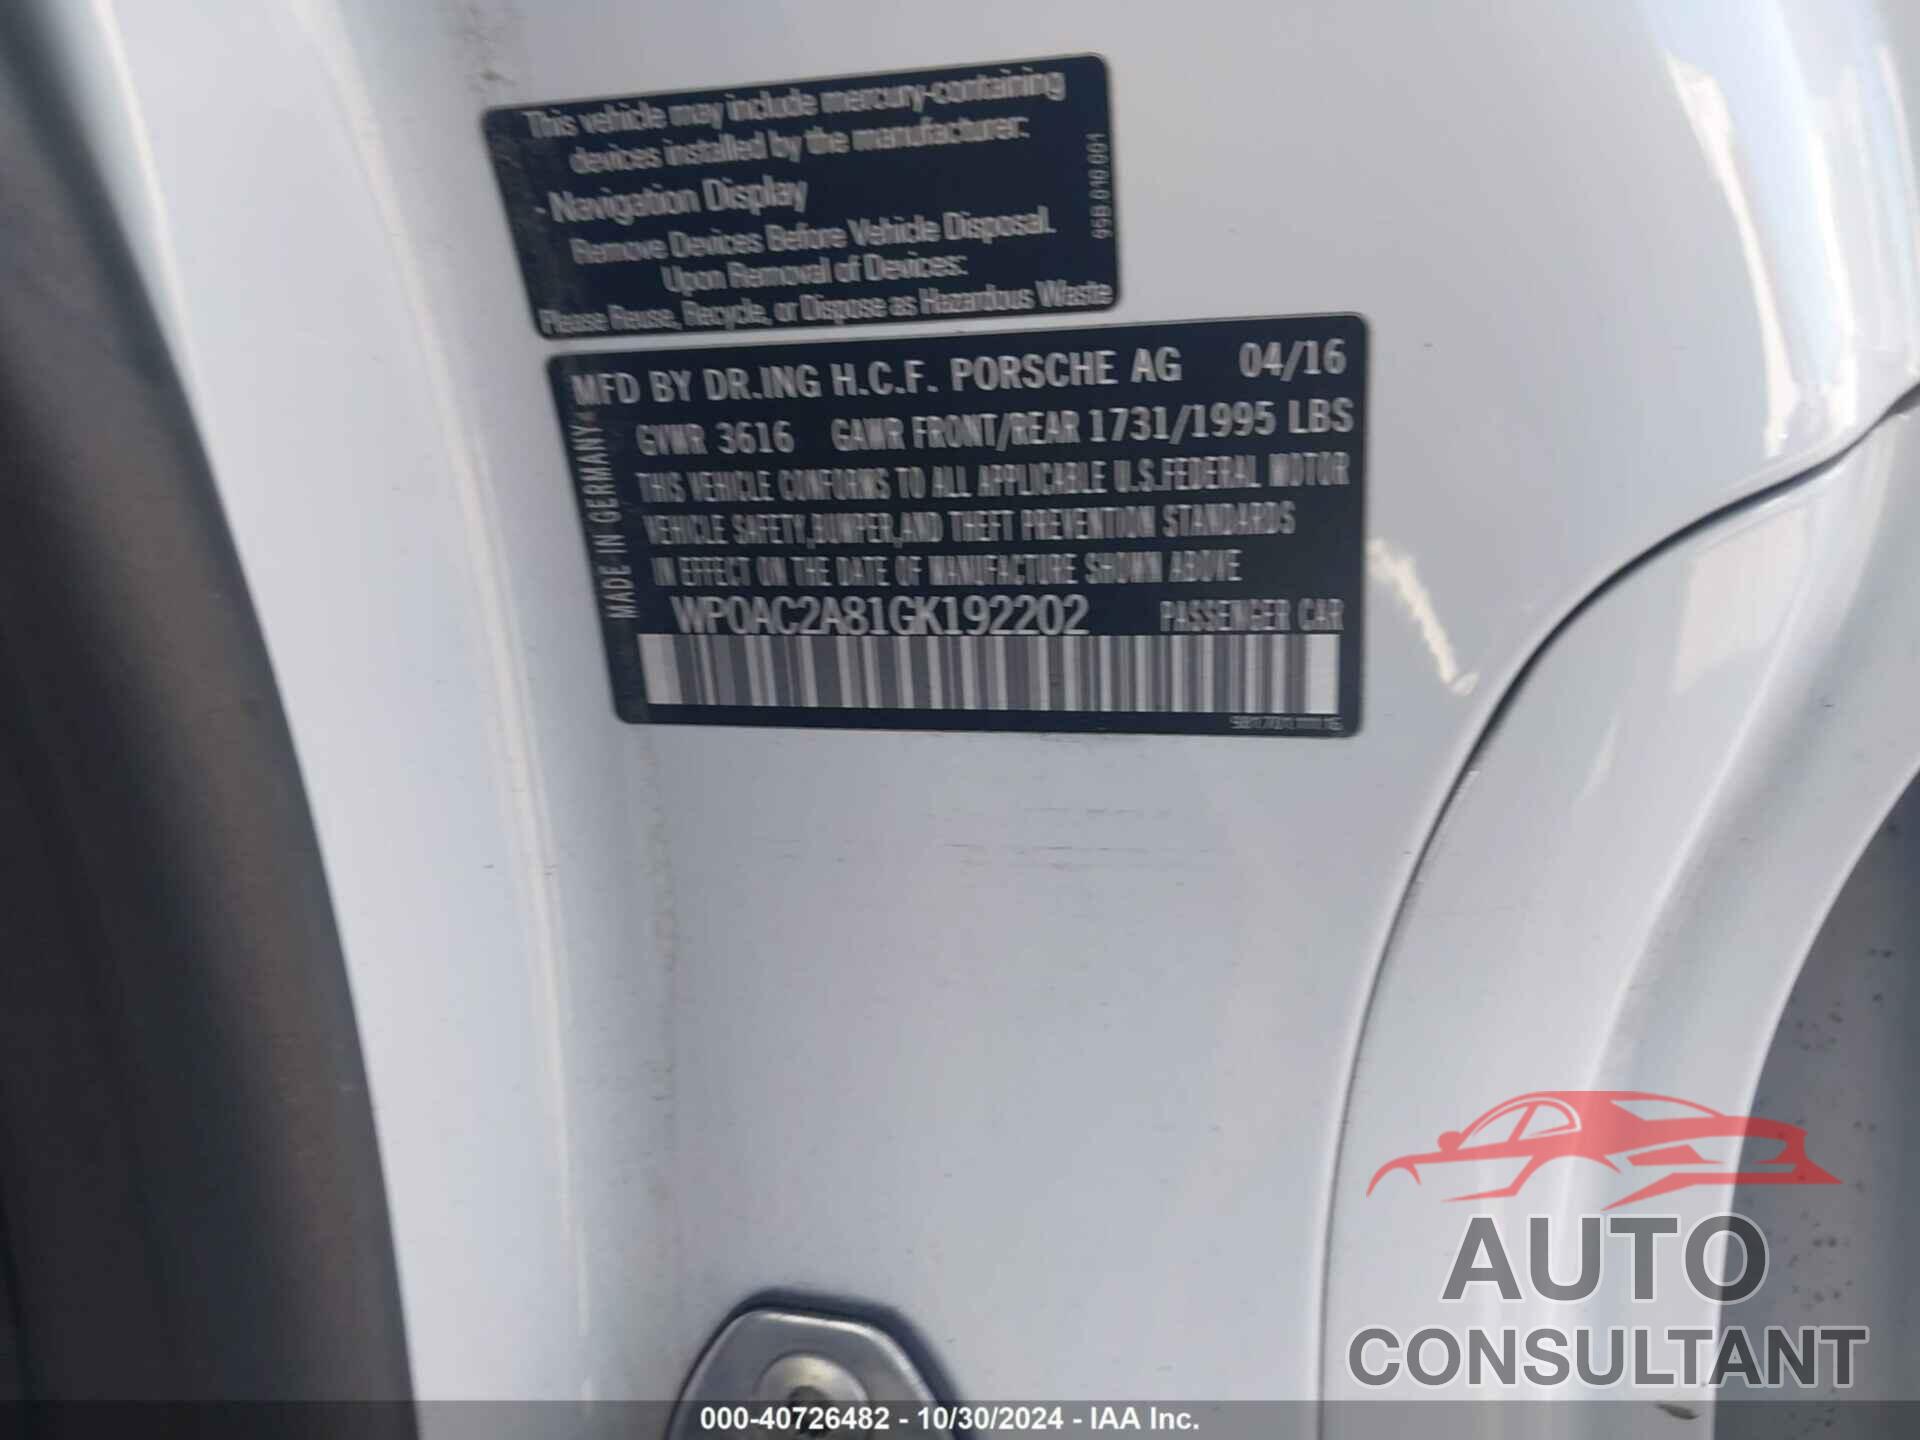 This vehicle may include mercury-containing
devices installed by the manufacturer:
- Navigation Display
Remove Devices Before Vehicle Disposal.
Upon Removal of Devices:
Please Reuse, Recycle, or Dispose as Hazardous Waste
MFD BY DR.ING H.C.F. PORSCHE AG 04/16
GVWR 3616 GAWR FRONT/REAR 1731/1995 LBS
THIS VEHICLE CONFORMS TO ALL APPLICABLE U.S.FEDERAL MOTOR
VEHICLE SAFETY,BUMPER,AND THEFT PREVENTION STANDARDS
IN EFFECT ON THE DATE OF MANUFACTURE SHOWN ABOVE
WP0AC2A81GK192202 PASSENGER CAR
MADE IN GERMANY
AUTO
CONSULTANT
000-40726482 - 10/30/2024 - IAA Inc.